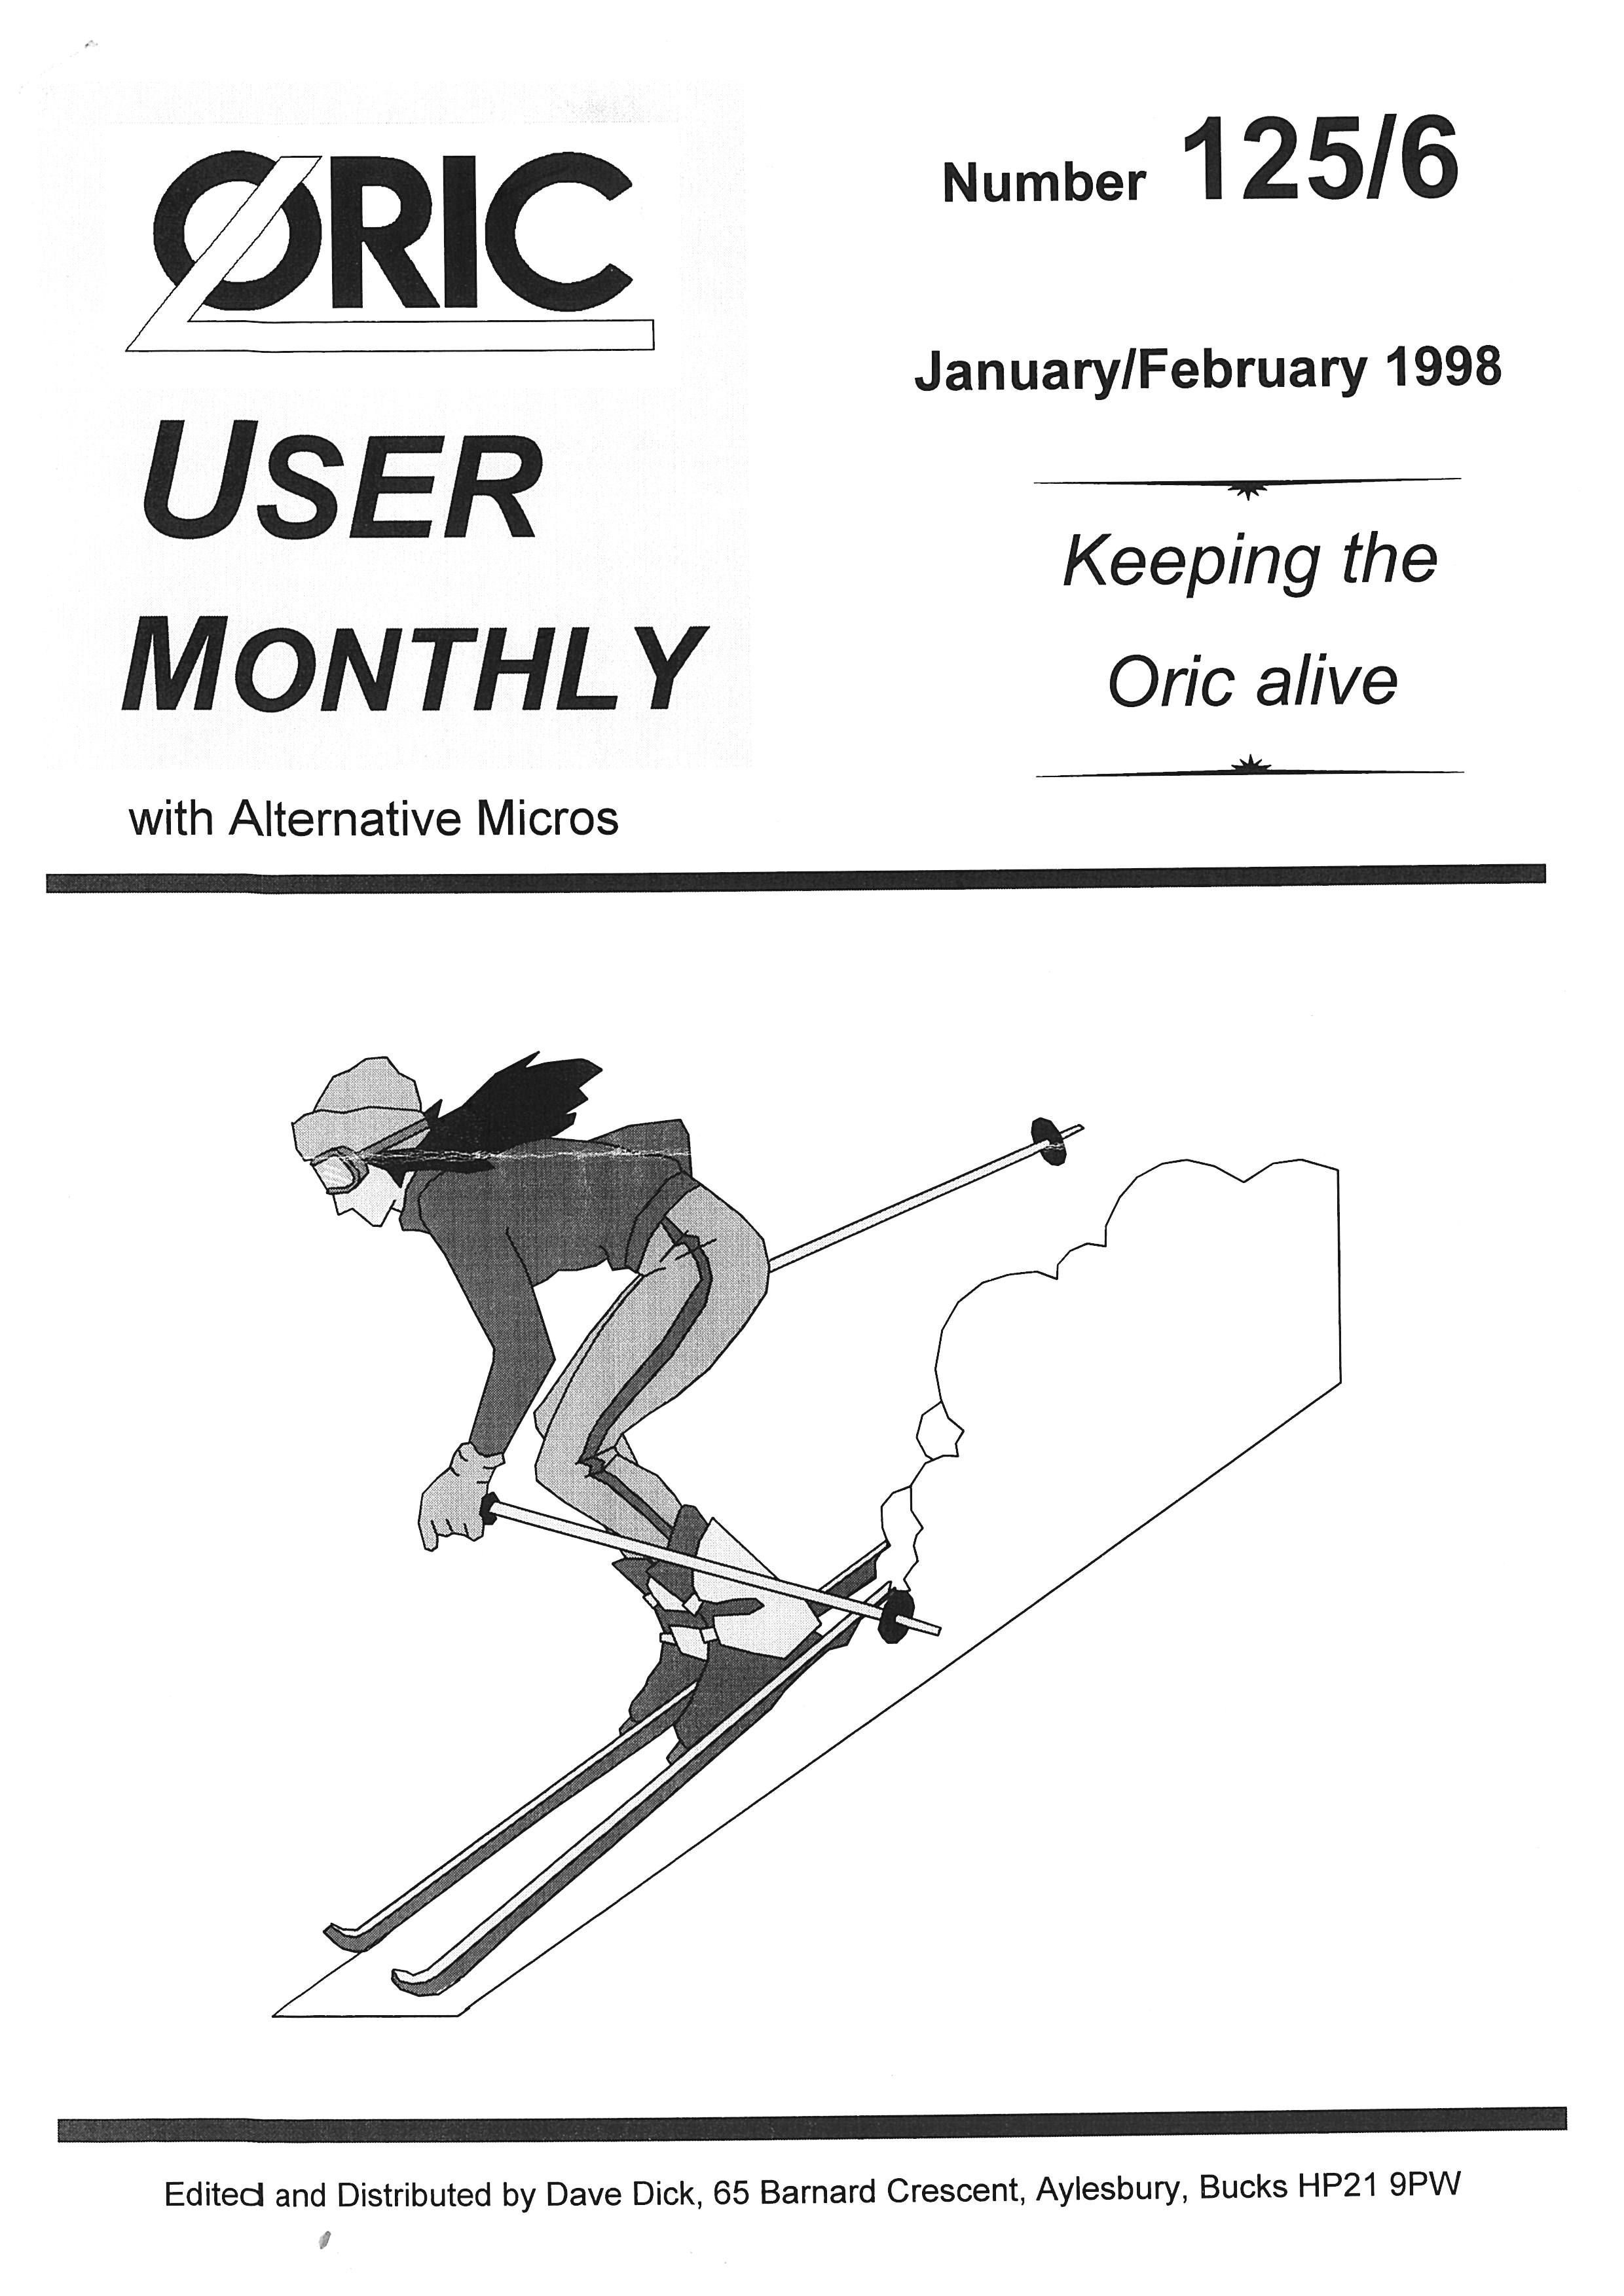 ORIC
USER
MONTHLY
with Alternative Micros
Number 125/6
January/February 1998
Keeping the
Oric alive
Edited and Distributed by Dave Dick, 65 Barnard Crescent, Aylesbury, Bucks HP21 9PW